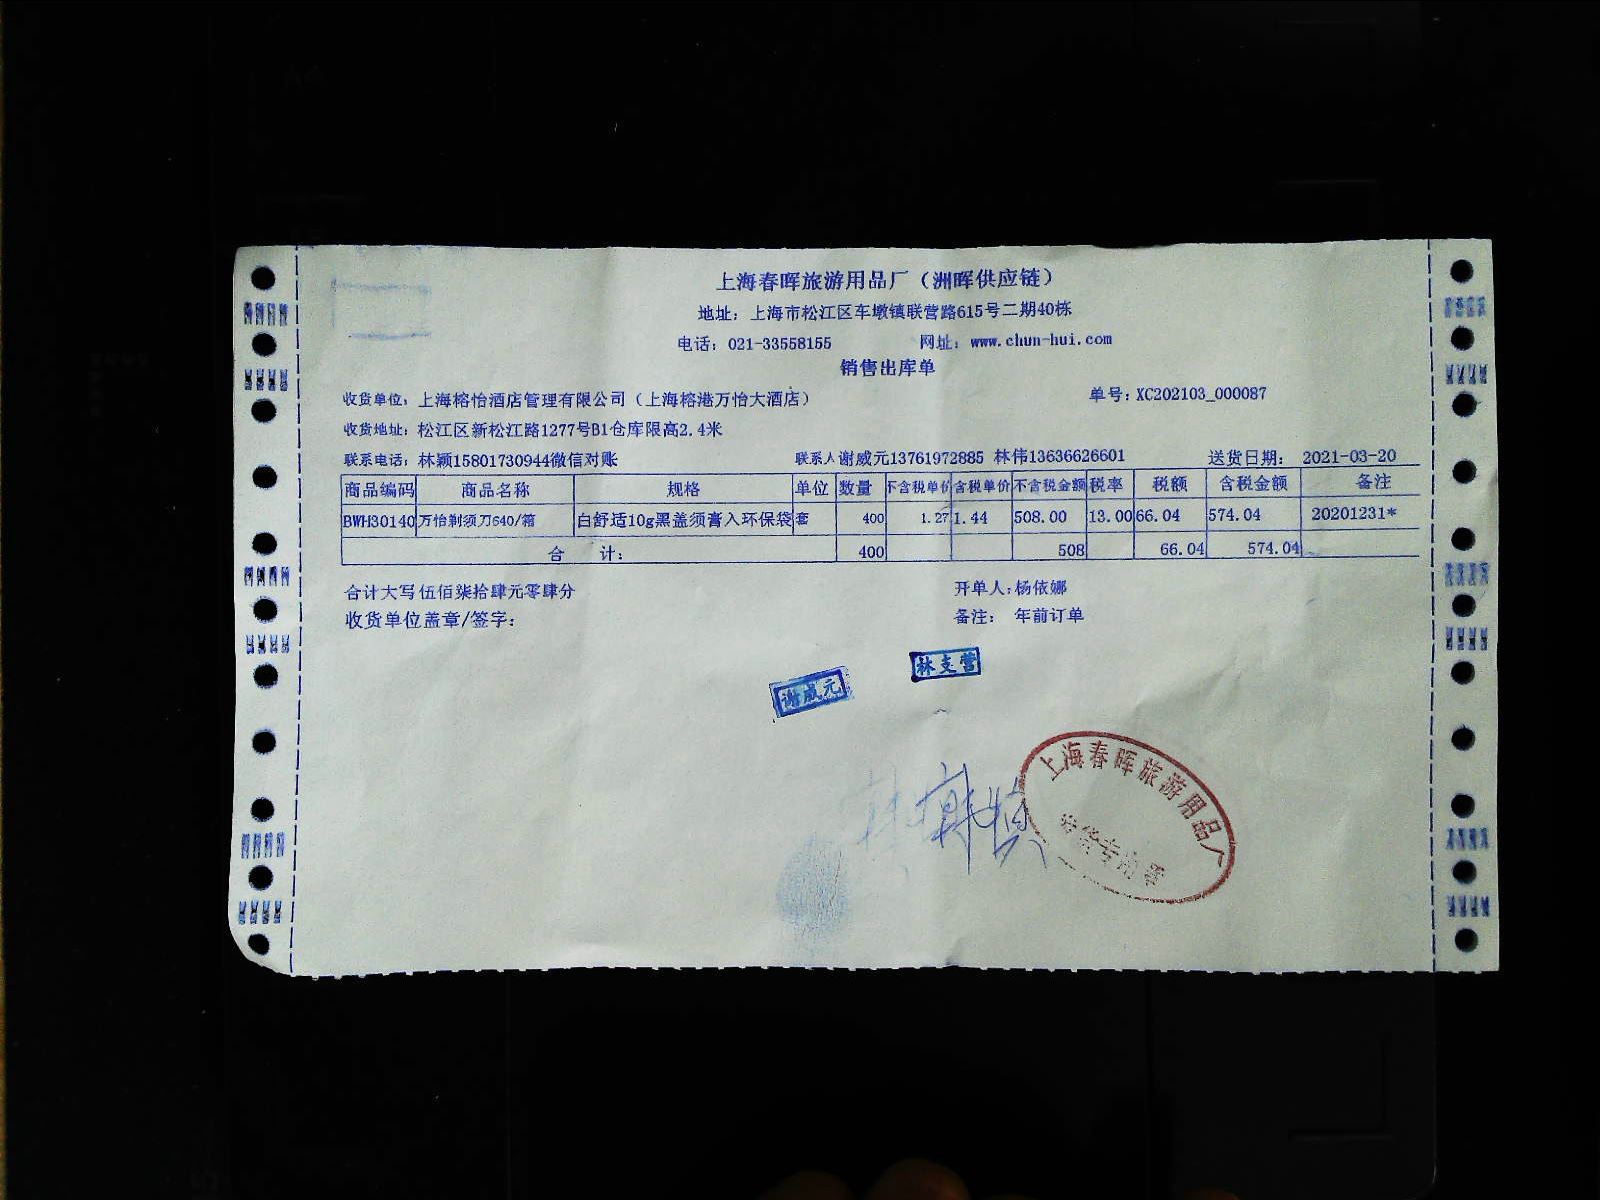 上海春晖旅游用品厂（洲晖供应链）
地址：上海市松江区车墩镇联营路615号二期40栋
电话：021-33558155 网址：www.chun-hui.com
销售出库单
收货单位：上海榕怡酒店管理有限公司（上海榕港万怡大酒店） 单号：XC202103_000087
收货地址：松江区新松江路1277号B1仓库限高2.4米
联系电话：林颖15801730944微信对账 联系人谢威元13761972885 林伟13636626601 送货日期： 2021-03-20
商品编码 商品名称 规格 单位 数量 不含税单价 含税单价 不含税金额 税率 税额 含税金额 备注
BWH30140 万怡剃须刀640/箱 白舒适10g黑盖须膏入环保袋 套 400 1.27 1.44 508.00 13.00 66.04 574.04 20201231*
合 计： 400 508 66.04 574.04
合计大写伍佰柒拾肆元零肆分 开单人：杨依娜
收货单位盖章/签字： 备注： 年前订单
林支营
谢威元
上海春晖旅游用品厂
货专用章